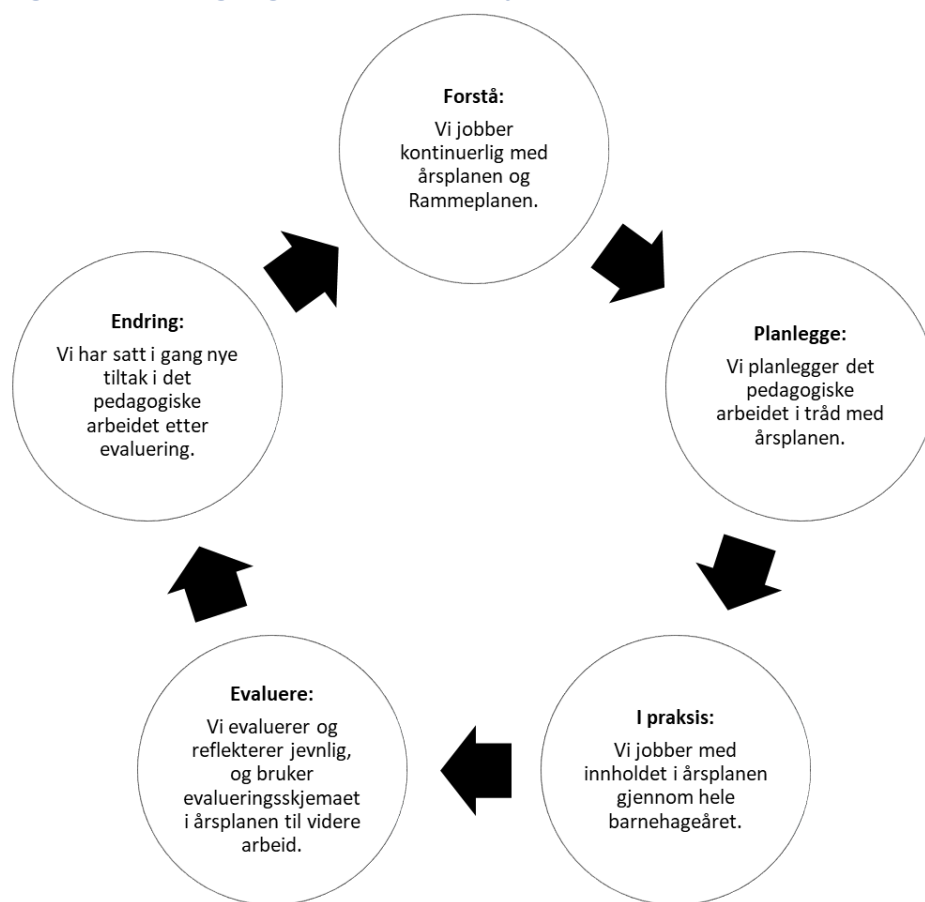 Forstå:
Vi jobber
kontinuerlig med
årsplanen og
Rammeplanen.
Planlegge:
Vi planlegger det
pedagogiske
arbeidet i tråd med
årsplanen.
I praksis:
Vi jobber med
innholdet i årsplanen
gjennom hele
barnehageåret.
Evaluere:
Vi evaluerer og
reflekterer jevnlig,
og bruker
evalueringsskjemaet
i årsplanen til videre
arbeid.
Endring:
Vi har satt i gang nye
tiltak i det
pedagogiske
arbeidet etter
evaluering.